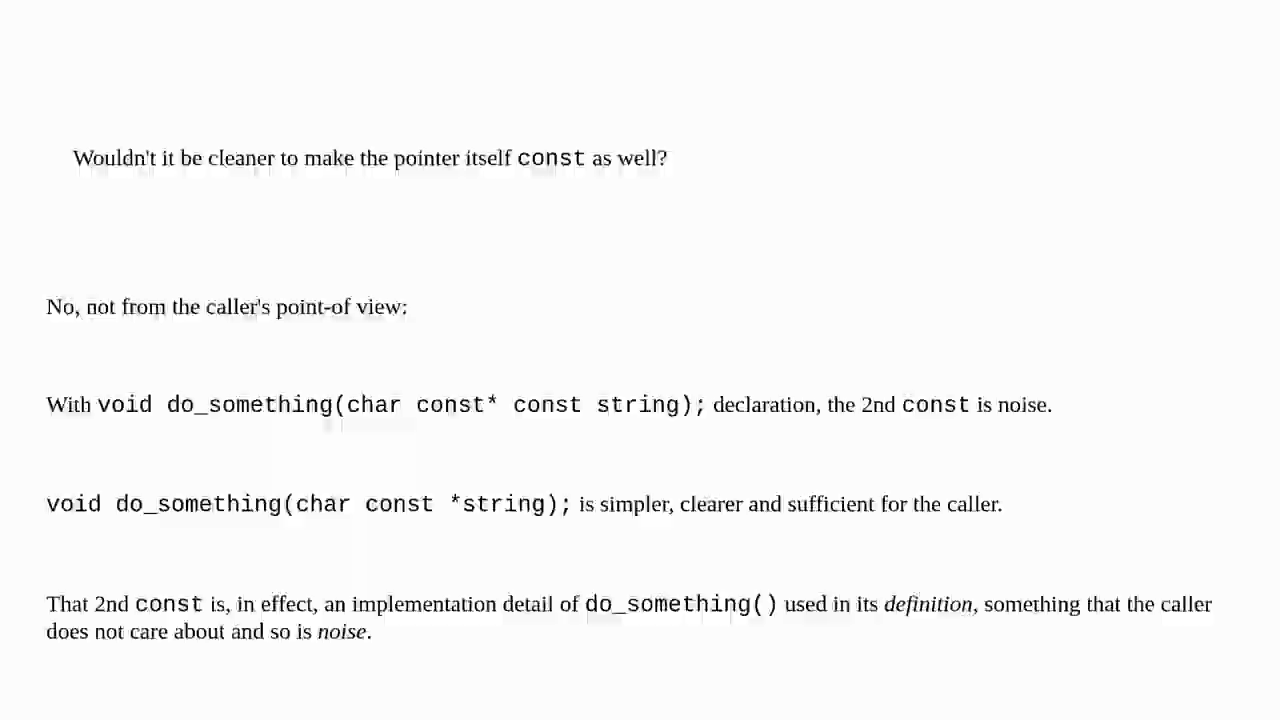 Wouldn't it be cleaner to make the pointer itself const as well?
No, not from the caller's point-of view:
With void do_something(char const* const string); declaration, the 2nd const is noise.
void do_something(char const *string); is simpler, clearer and sufficient for the caller.
That 2nd const is, in effect, an implementation detail of do_something() used in its definition, something that the caller
does not care about and so is noise.